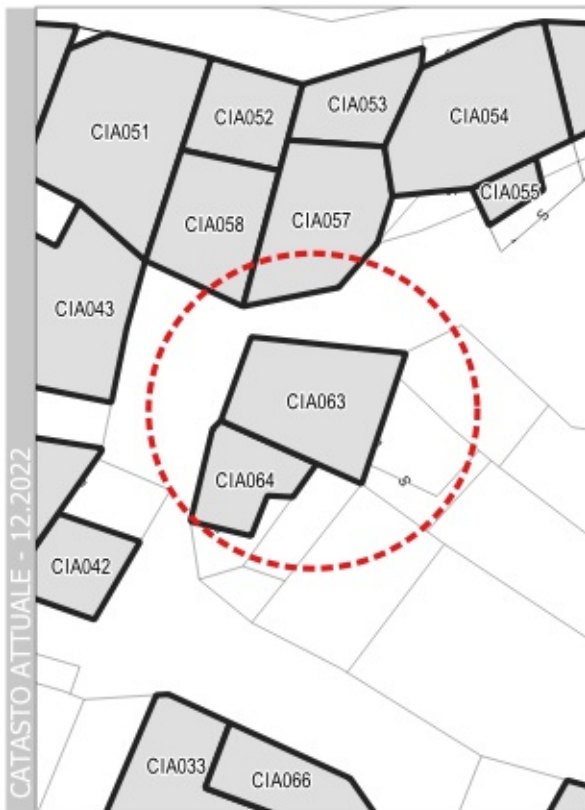 CATASTO ATTUALE - 12.2022
CIA051
CIA052
CIA053
CIA054
CIA055
S
CIA058
CIA057
CIA043
CIA063
CIA064
S
CIA042
CIA033
CIA066